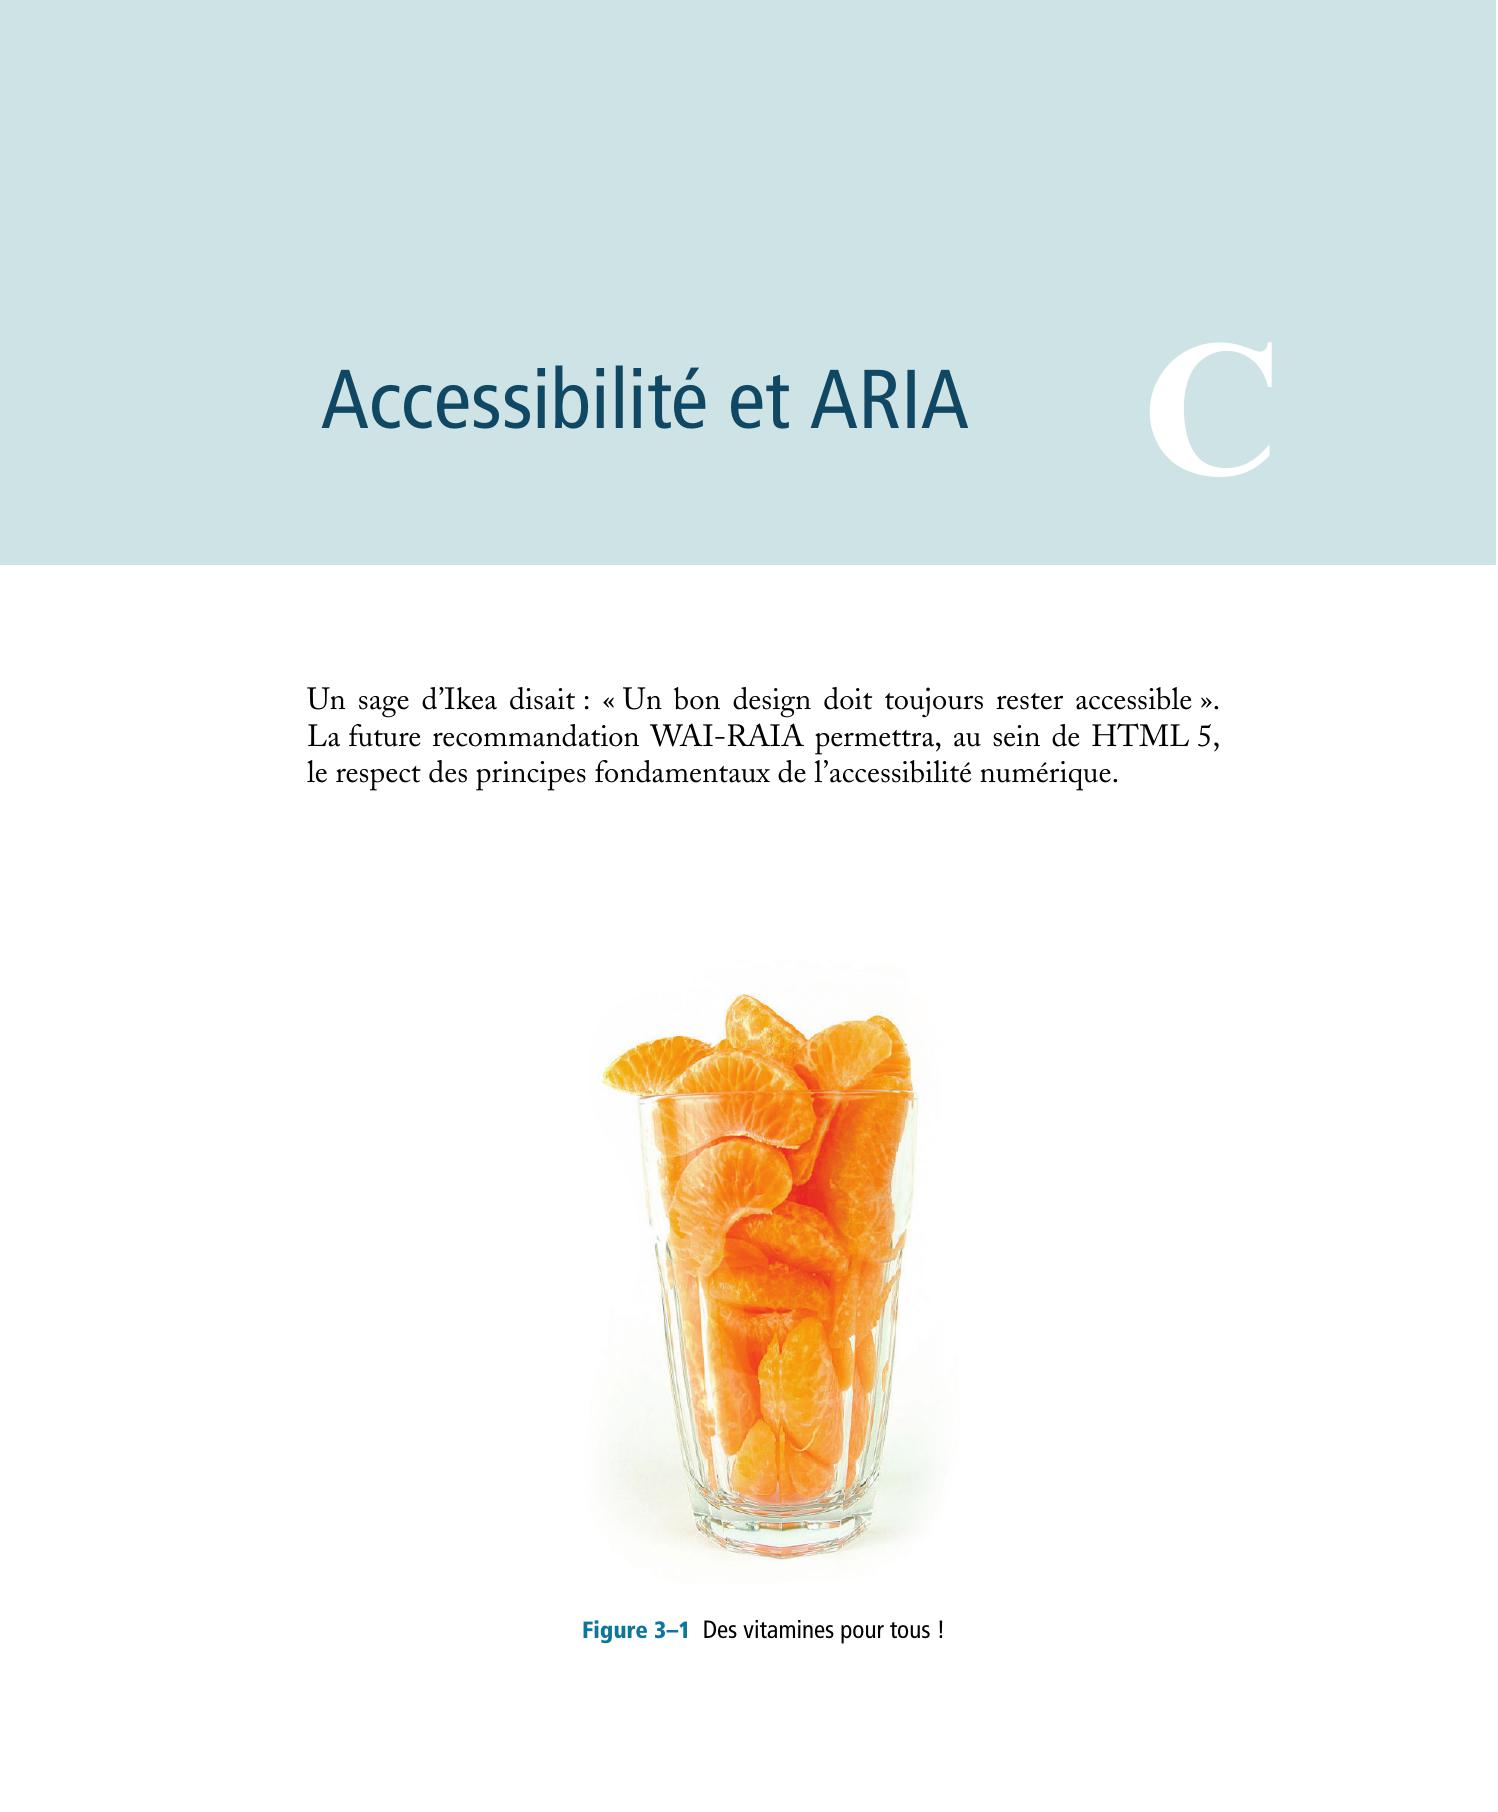 Accessibilité et ARIA
C
Un sage d’Ikea disait : « Un bon design doit toujours rester accessible ».
La future recommandation WAI-RAIA permettra, au sein de HTML 5,
le respect des principes fondamentaux de l’accessibilité numérique.
Figure 3–1 Des vitamines pour tous !